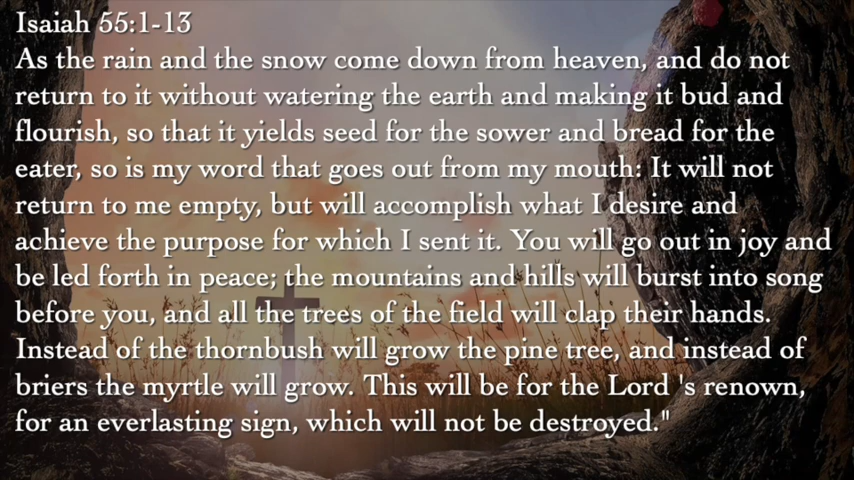 Isaiah 55:1-13
As the rain and the snow come down from heaven, and do not
return to it without watering the earth and making it bud and
flourish, so that it yields seed for the sower and bread for the
eater, so is my word that goes out from my mouth: It will not
return to me empty, but will accomplish what I desire and
achieve the purpose for which I sent it. You will go out in joy and
be led forth in peace; the mountains and hills will burst into song
before you, and all the trees of the field will clap their hands.
Instead of the thornbush will grow the pine tree, and instead of
briers the myrtle will grow. This will be for the Lord 's renown,
for an everlasting sign, which will not be destroyed."